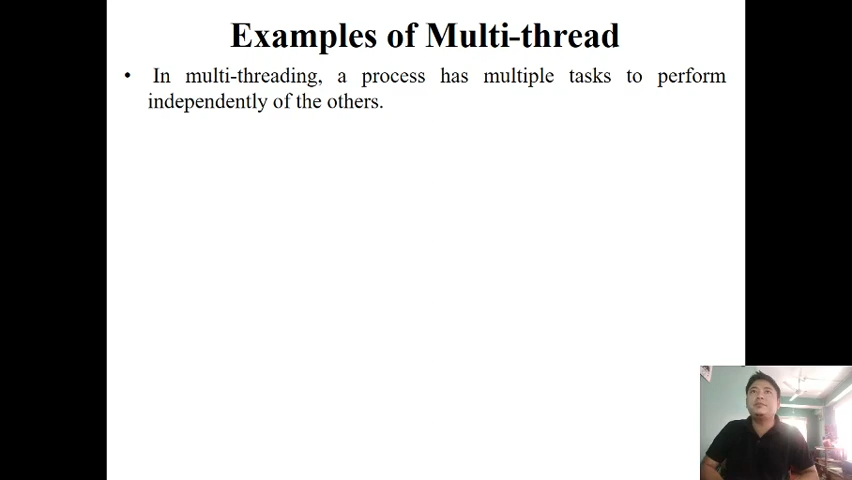 Examples of Multi-thread
• In multi-threading, a process has multiple tasks to perform
independently of the others.